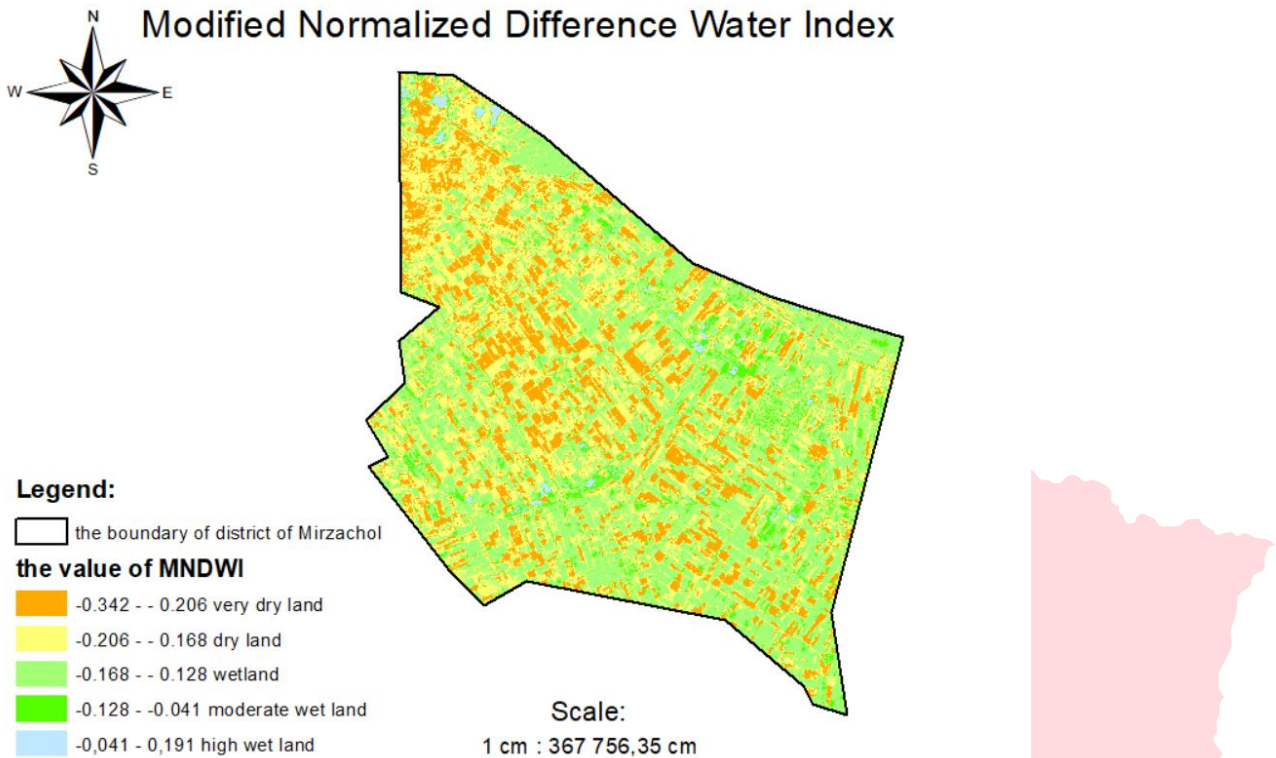 Modified Normalized Difference Water Index
N
W
E
S
Legend:
the boundary of district of Mirzachol
the value of MNDWI
-0.342 - - 0.206 very dry land
-0.206 - - 0.168 dry land
-0.168 - - 0.128 wetland
-0.128 - -0.041 moderate wet land
-0,041 - 0,191 high wet land
Scale:
1 cm : 367 756,35 cm